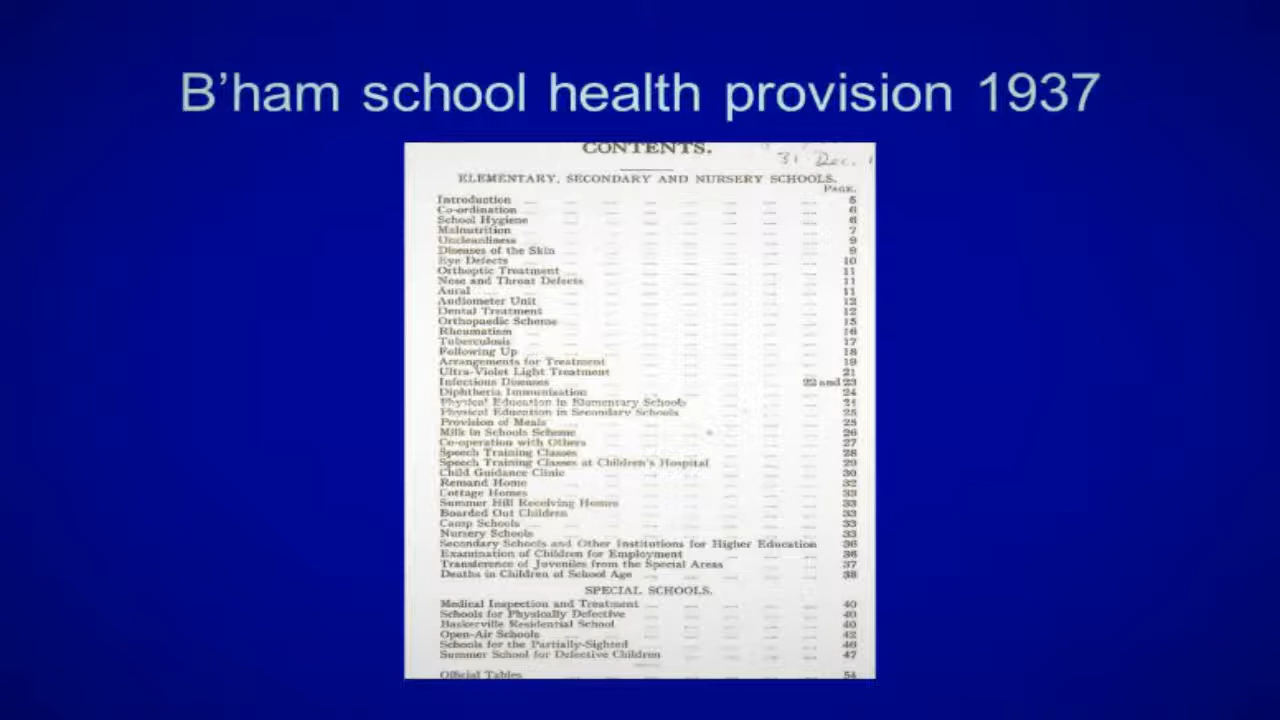 B'ham school health provision 1937
CONTENTS.
31 Dec. 1
ELEMENTARY, SECONDARY AND NURSERY SCHOOLS.
PAGE.
Introduction 5
Co-ordination 6
School Hygiene 6
Malnutrition 7
Uncleanliness 9
Diseases of the Skin 9
Eye Defects 10
Orthoptic Treatment 11
Nose and Throat Defects 11
Aural 11
Audiometer Unit 12
Dental Treatment 12
Orthopaedic Scheme 15
Rheumatism 16
Tuberculosis 17
Following Up 18
Arrangements for Treatment 19
Ultra-Violet Light Treatment 21
Infectious Diseases 22 and 23
Diphtheria Immunisation 24
Physical Education in Elementary Schools 24
Physical Education in Secondary Schools 25
Provision of Meals 25
Milk in Schools Scheme 26
Co-operation with Others 27
Speech Training Classes 28
Speech Training Classes at Children's Hospital 29
Child Guidance Clinic 30
Remand Home 32
Cottage Homes 33
Summer Hill Receiving Homes 33
Boarded Out Children 33
Camp Schools 33
Nursery Schools 33
Secondary Schools and Other Institutions for Higher Education 36
Examination of Children for Employment 36
Transference of Juveniles from the Special Areas 37
Deaths in Children of School Age 38
SPECIAL SCHOOLS.
Medical Inspection and Treatment 40
Schools for Physically Defective 40
Baskerville Residential School 40
Open-Air Schools 42
Schools for the Partially-Sighted 46
Summer School for Defective Children 47
Official Tables 54